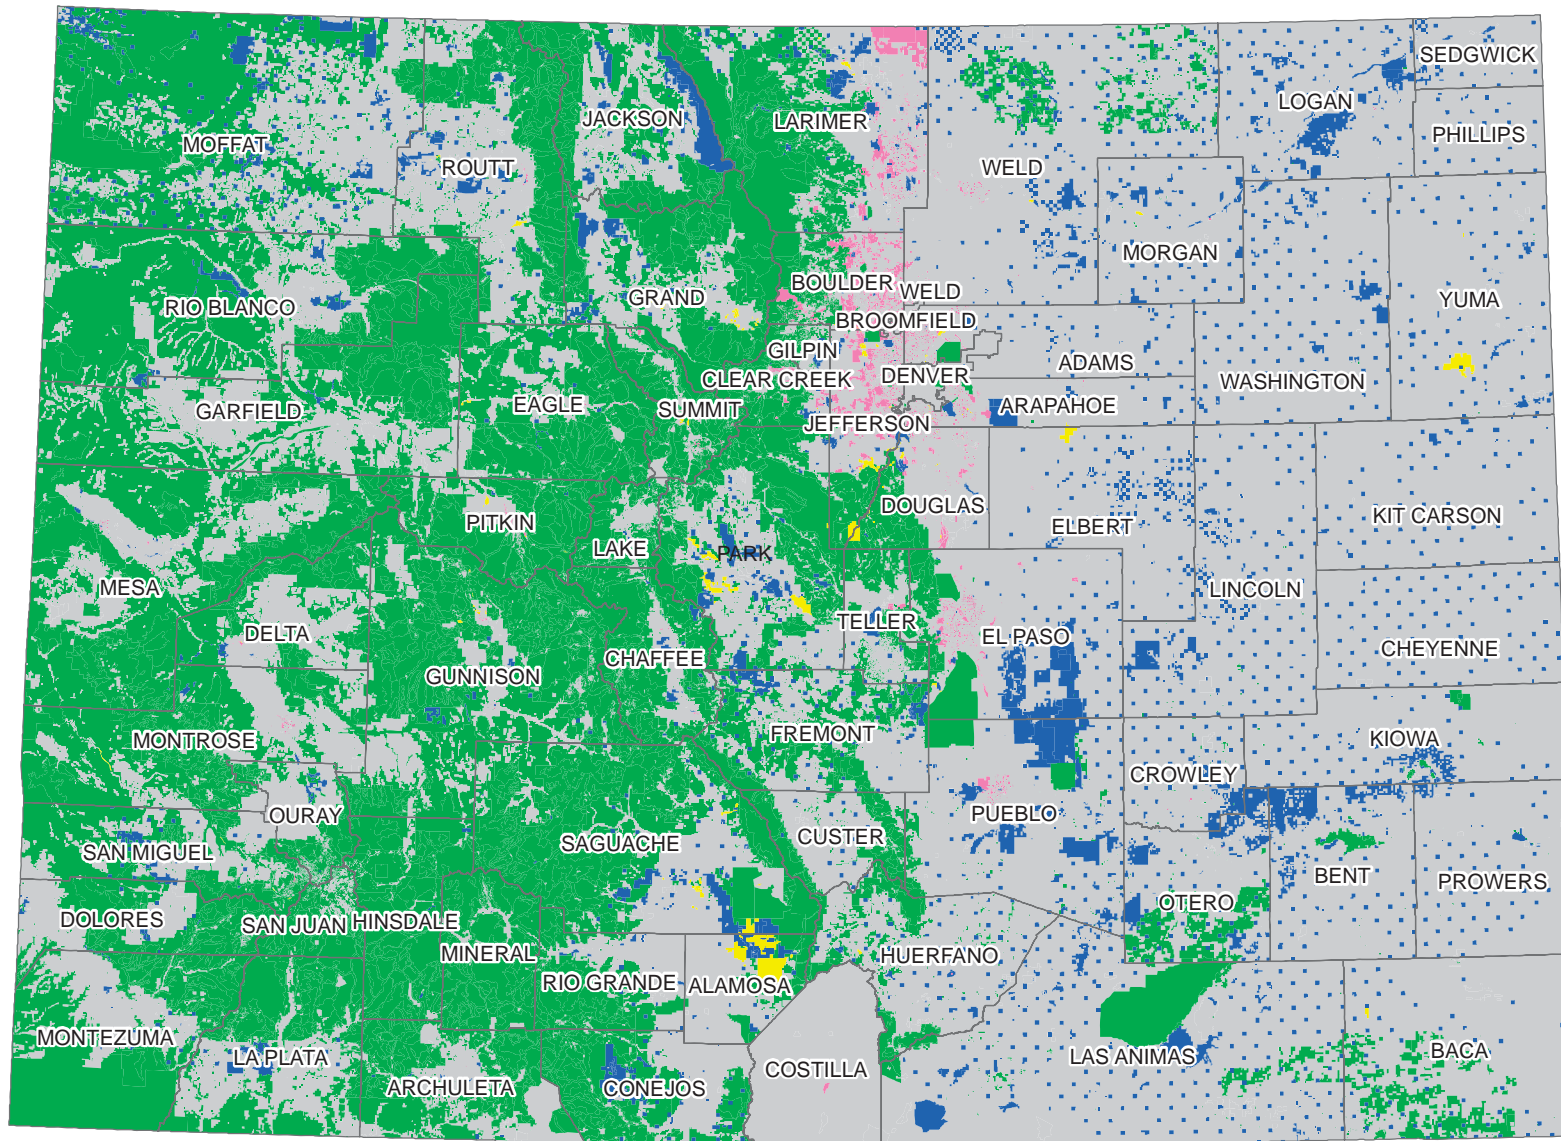 SEDGWICK
LOGAN
PHILLIPS
JACKSON
LARIMER
MOFFAT
ROUTT
WELD
MORGAN
BOULDER
WELD
GRAND
YUMA
RIO BLANCO
BROOMFIELD
GILPIN
ADAMS
CLEAR CREEK
DENVER
WASHINGTON
EAGLE
SUMMIT
ARAPAHOE
GARFIELD
JEFFERSON
DOUGLAS
PITKIN
KIT CARSON
ELBERT
LAKE
PARK
MESA
LINCOLN
TELLER
DELTA
EL PASO
CHEYENNE
CHAFFEE
GUNNISON
FREMONT
MONTROSE
KIOWA
CROWLEY
OURAY
PUEBLO
CUSTER
SAGUACHE
SAN MIGUEL
BENT
PROWERS
OTERO
DOLORES
SAN JUAN
HINSDALE
MINERAL
HUERFANO
RIO GRANDE
ALAMOSA
MONTEZUMA
LA PLATA
LAS ANIMAS
BACA
COSTILLA
ARCHULETA
CONEJOS